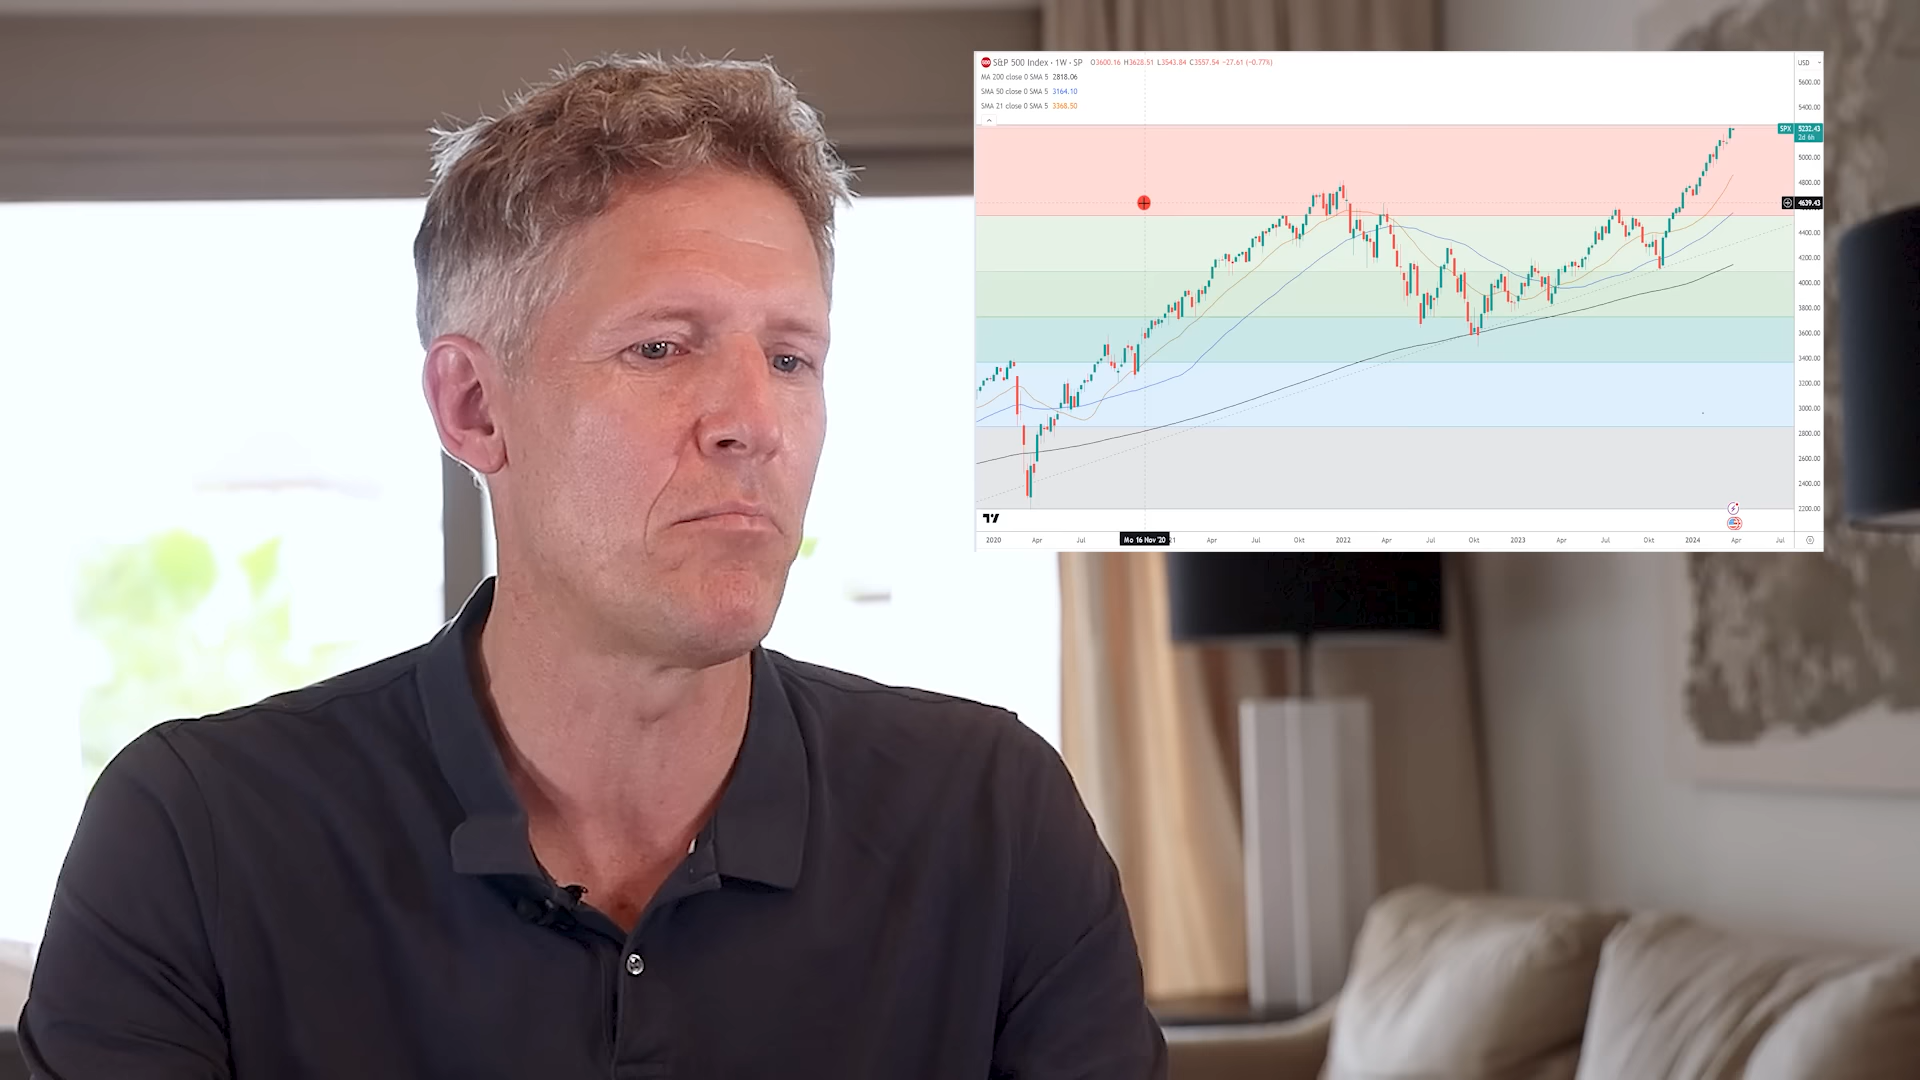 S&P 500 Index · 1W · SP O3600.16 H3628.51 L3543.84 C3557.54 −27.61 (−0.77%)
MA 200 close 0 SMA 5 2818.06
SMA 50 close 0 SMA 5 3164.10
SMA 21 close 0 SMA 5 3368.50
USD
5600.00
5400.00
SPX 5232.43
2d 6h
5000.00
4800.00
4639.43
4400.00
4200.00
4000.00
3800.00
3600.00
3400.00
3200.00
3000.00
2800.00
2600.00
2400.00
2200.00
2020 Apr Jul Mo 16 Nov '20 21 Apr Jul Okt 2022 Apr Jul Okt 2023 Apr Jul Okt 2024 Apr Jul